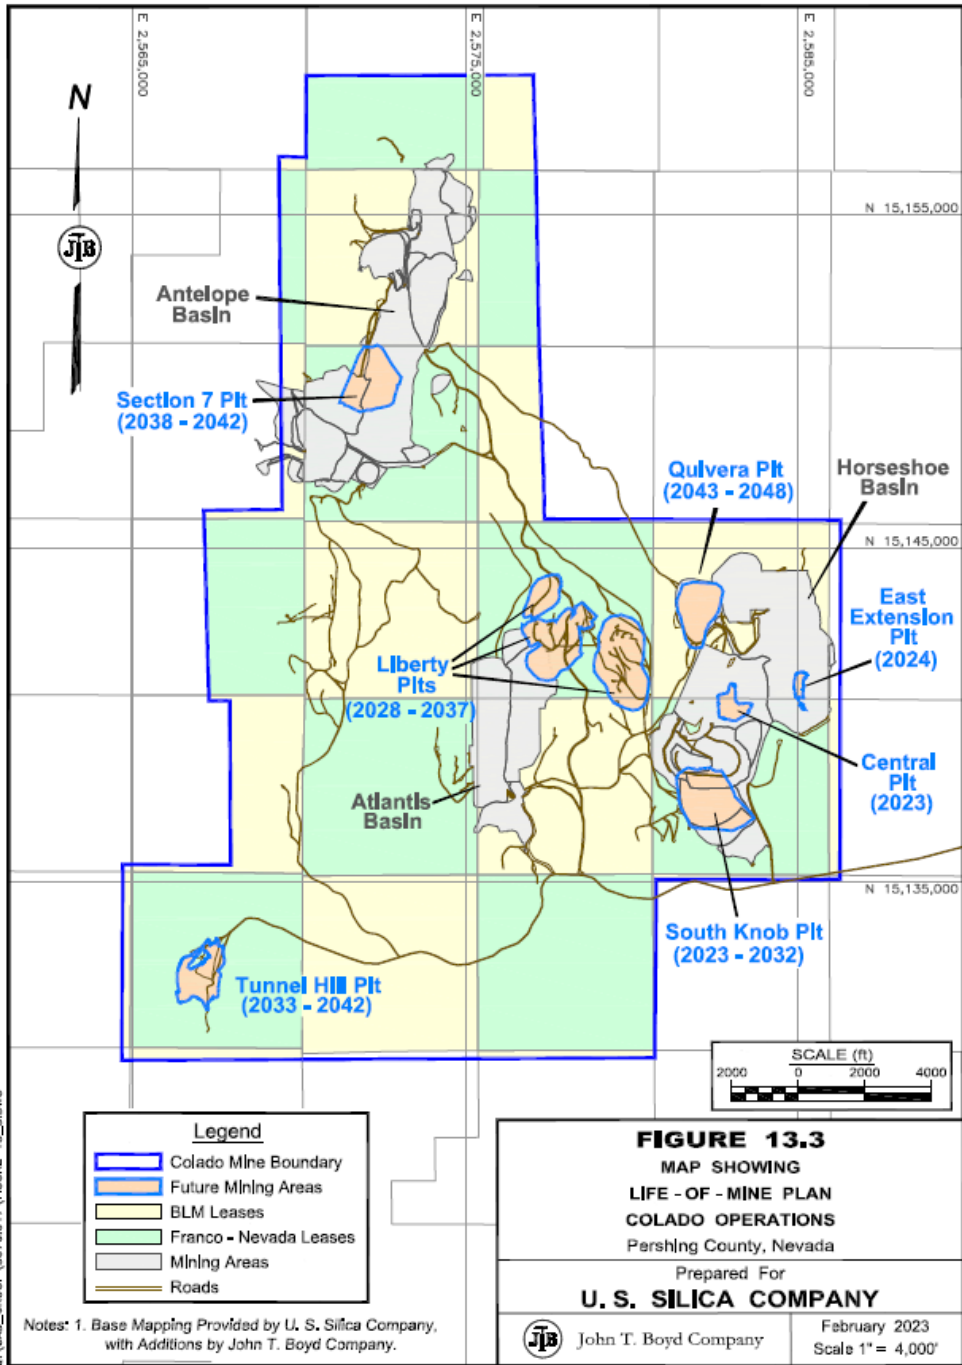 E 2,565,000
E 2,575,000
E 2,585,000
N
JTB
N 15,155,000
Antelope
Basin
Section 7 Pit
(2038 - 2042)
Quivera Pit
(2043 - 2048)
Horseshoe
Basin
N 15,145,000
East
Extension
Pit
(2024)
Liberty
Pits
(2028 - 2037)
Central
Pit
(2023)
Atlantis
Basin
N 15,135,000
South Knob Pit
(2023 - 2032)
Tunnel Hill Pit
(2033 - 2042)
SCALE (ft)
2000 0 2000 4000
Legend
Colado Mine Boundary
Future Mining Areas
BLM Leases
Franco - Nevada Leases
Mining Areas
Roads
Notes: 1. Base Mapping Provided by U. S. Silica Company,
with Additions by John T. Boyd Company.
FIGURE 13.3
MAP SHOWING
LIFE - OF - MINE PLAN
COLADO OPERATIONS
Pershing County, Nevada
Prepared For
U. S. SILICA COMPANY
JTB John T. Boyd Company
February 2023
Scale 1" = 4,000'